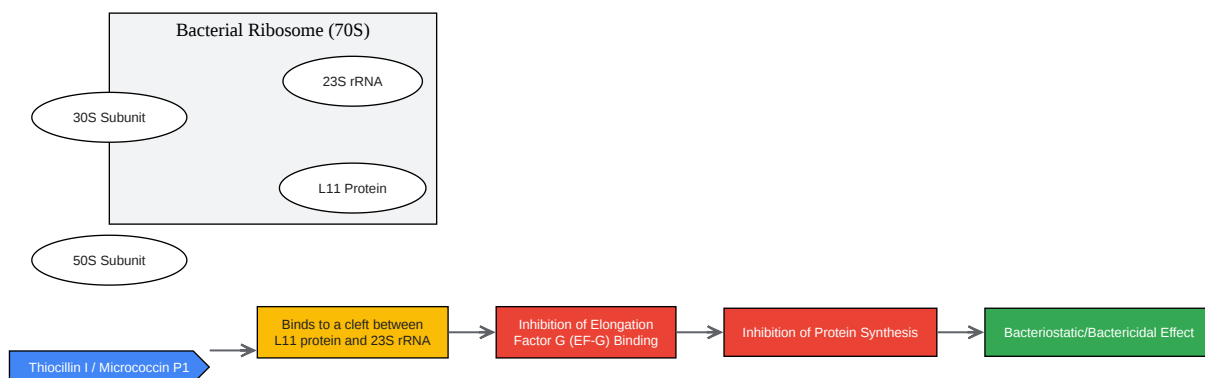 Bacterial Ribosome (70S)
23S rRNA
30S Subunit
L11 Protein
50S Subunit
Thiocillin I / Micrococcin P1
Binds to a cleft between
L11 protein and 23S rRNA
Inhibition of Elongation
Factor G (EF-G) Binding
Inhibition of Protein Synthesis
Bacteriostatic/Bactericidal Effect